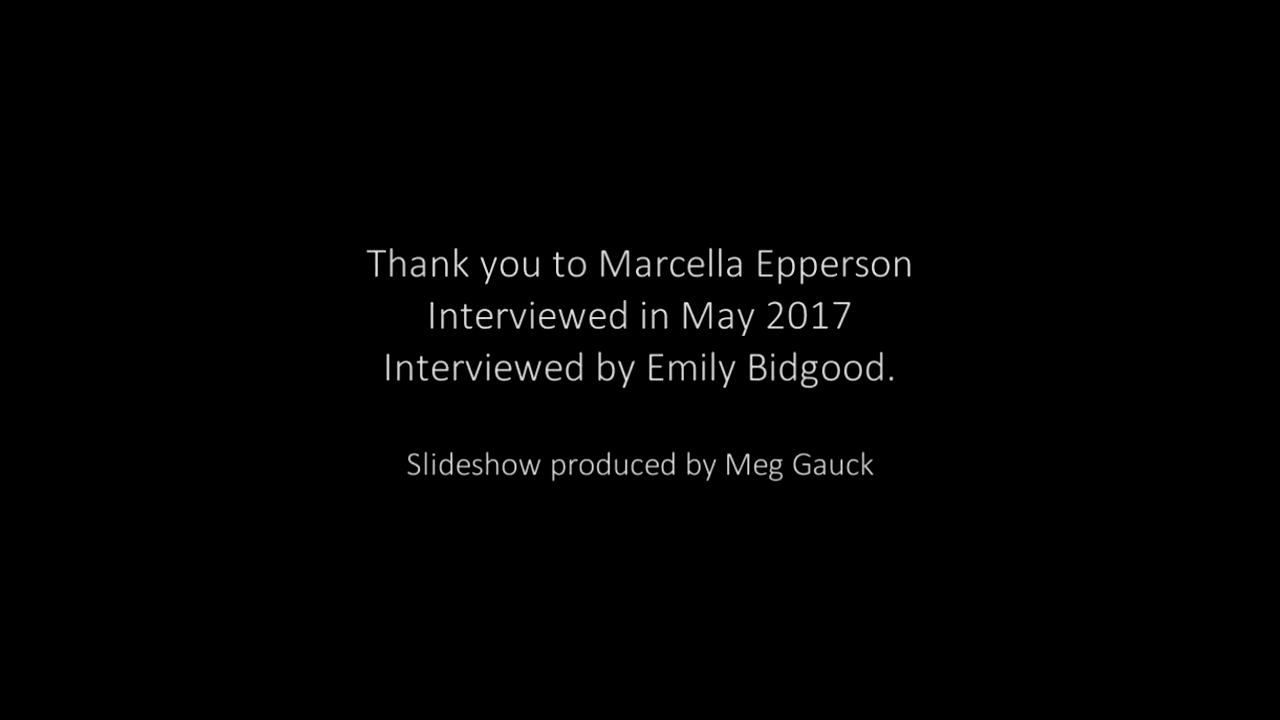 Thank you to Marcella Epperson
Interviewed in May 2017
Interviewed by Emily Bidgood.
Slideshow produced by Meg Gauck